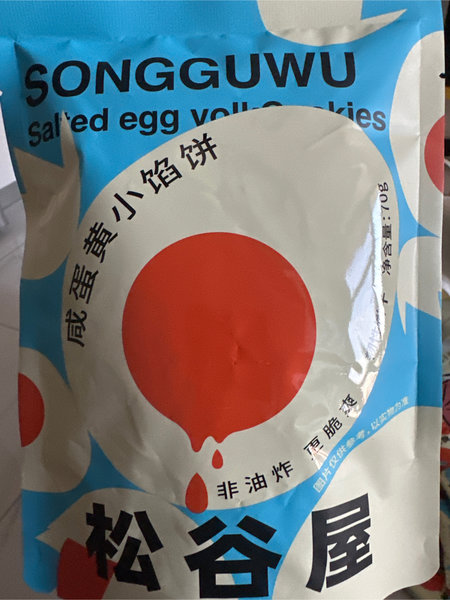 SONGGUWU
Salted egg yolk Cookies
咸蛋黄小馅饼
净含量:70g
非油炸
脆爽
图片仅供参考,以实物为准
松谷屋